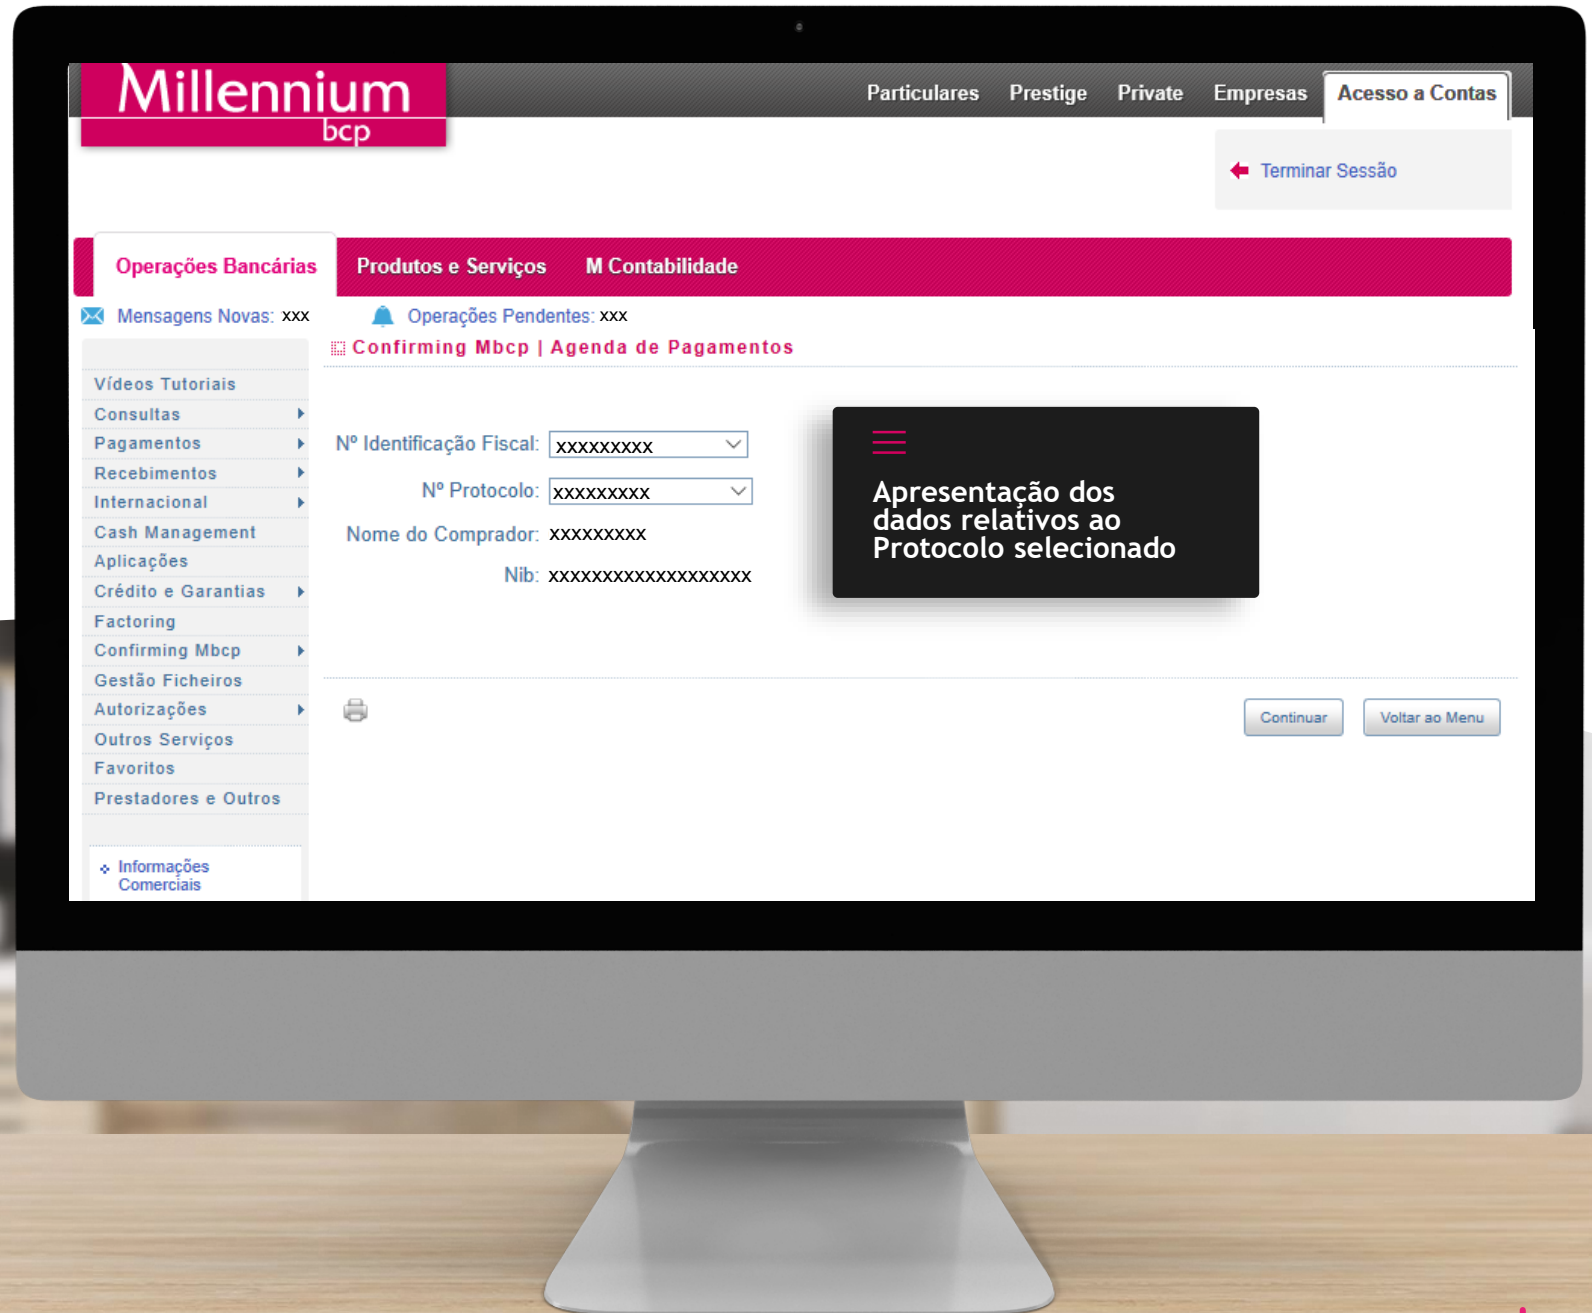 Millennium
bcp
Particulares Prestige Private Empresas Acesso a Contas
Terminar Sessão
Operações Bancárias Produtos e Serviços M Contabilidade
Mensagens Novas: xxx Operações Pendentes: xxx
Confirming Mbcp | Agenda de Pagamentos
Vídeos Tutoriais
Consultas
Pagamentos
Recebimentos
Internacional
Cash Management
Aplicações
Crédito e Garantias
Factoring
Confirming Mbcp
Gestão Ficheiros
Autorizações
Outros Serviços
Favoritos
Prestadores e Outros
Informações
Comerciais
Nº Identificação Fiscal: xxxxxxxxx
Nº Protocolo: xxxxxxxxx
Nome do Comprador: xxxxxxxxx
Nib: xxxxxxxxxxxxxxxxxxx
Apresentação dos
dados relativos ao
Protocolo selecionado
Continuar Voltar ao Menu